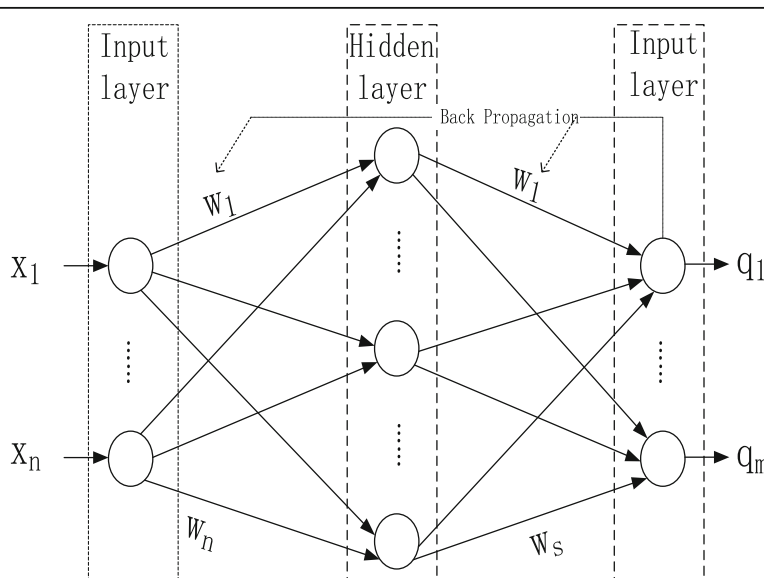 Input
layer
Hidden
layer
Input
layer
Back Propagation
W1
W1
X1
q1
......
......
......
......
Xn
qm
Wn
Ws